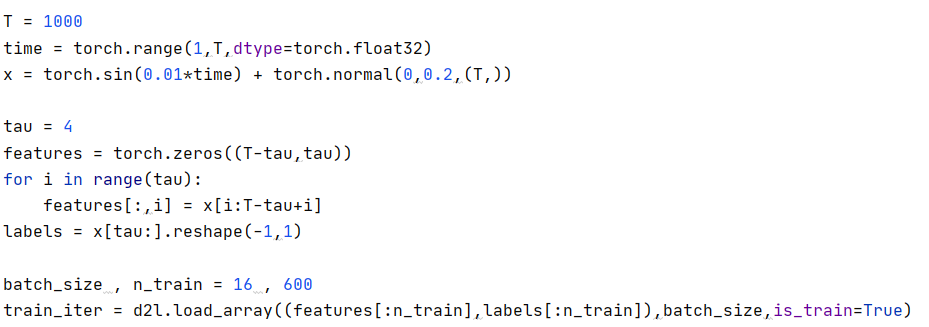 T = 1000
time = torch.range(1,T,dtype=torch.float32)
x = torch.sin(0.01*time) + torch.normal(0,0.2,(T,))
tau = 4
features = torch.zeros((T-tau,tau))
for i in range(tau):
    features[:,i] = x[i:T-tau+i]
labels = x[tau:].reshape(-1,1)
batch_size , n_train = 16 , 600
train_iter = d2l.load_array((features[:n_train],labels[:n_train]),batch_size,is_train=True)